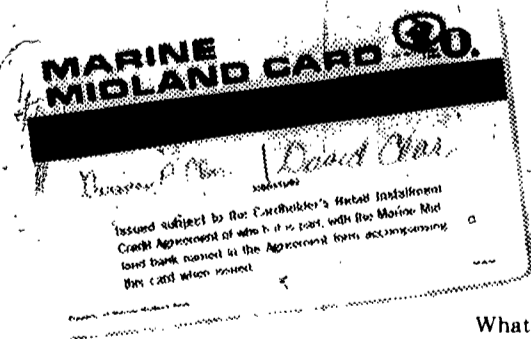 MARINE
MIDLAND CARD
O.
David
Issued subject to the Cardholder's Retail Installment
Credit Agreement of which it is part, with the Marine Mid
land bank named in the Agreement form accompanying
this card when issued
What